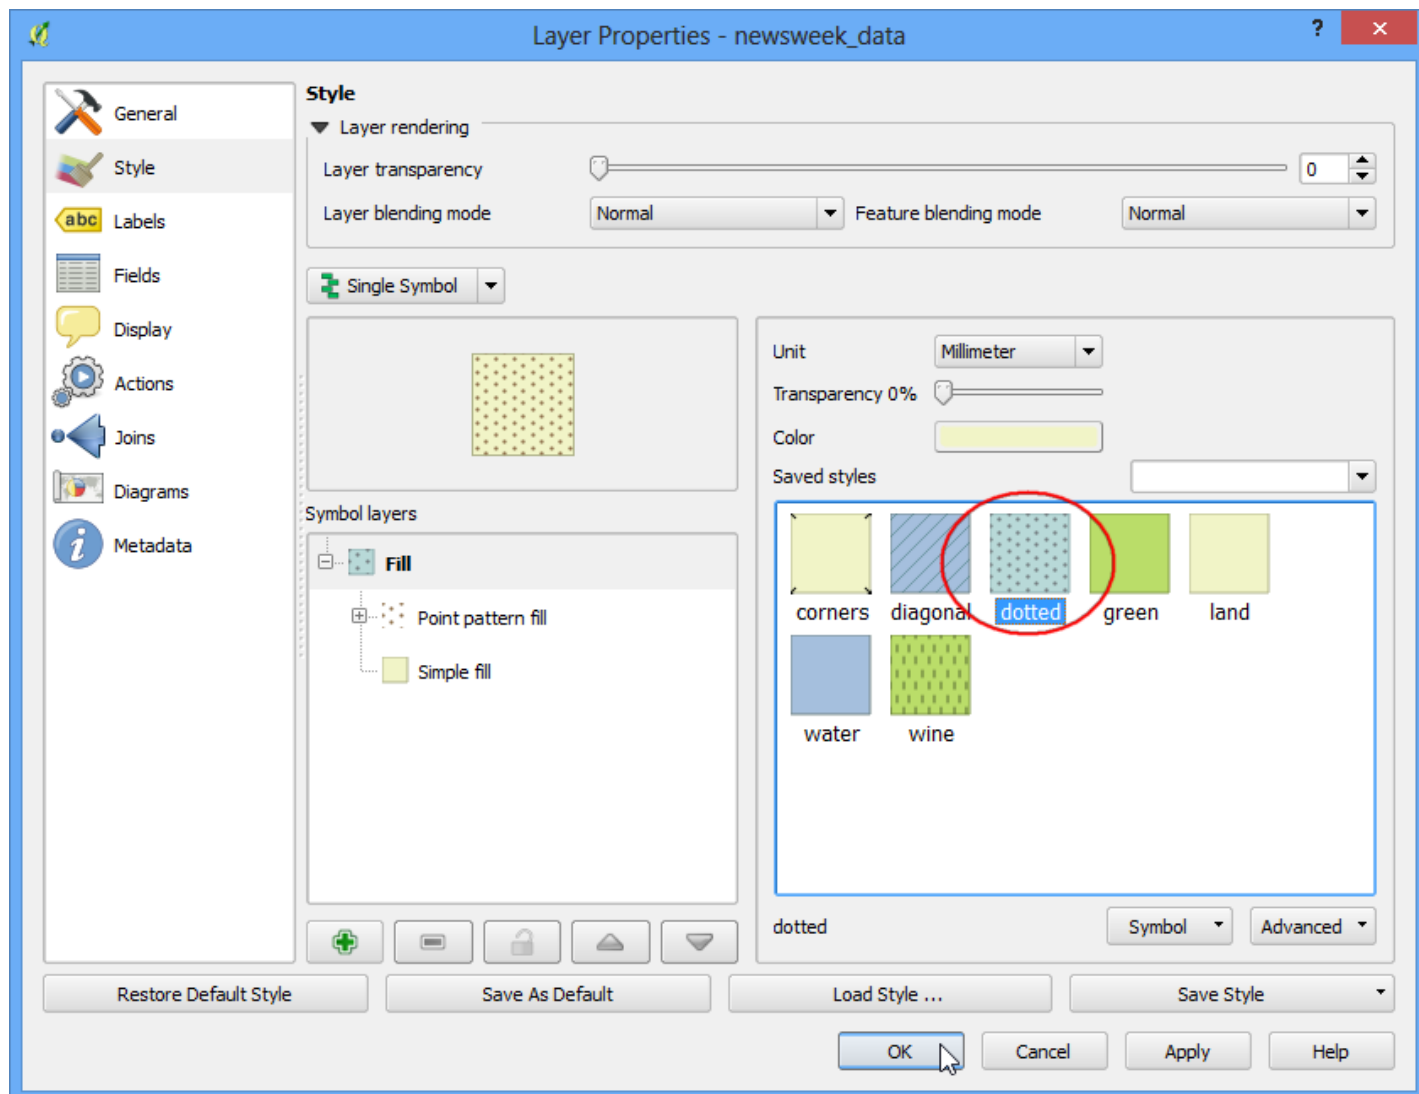 Layer Properties - newsweek_data
?
General
Style
abc
Labels
Fields
Display
Actions
Joins
Diagrams
i
Metadata
Style
Layer rendering
Layer transparency
0
Layer blending mode
Normal
Feature blending mode
Normal
Single Symbol
Symbol layers
Fill
Point pattern fill
Simple fill
Unit
Millimeter
Transparency 0%
Color
Saved styles
corners diagonal dotted green land
water wine
dotted
Symbol
Advanced
Restore Default Style
Save As Default
Load Style ...
Save Style
OK
Cancel
Apply
Help